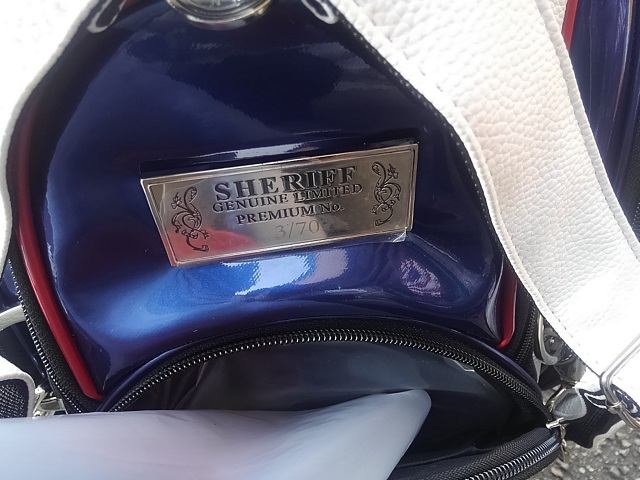 SHERIFF
GENUINE LIMITED
PREMIUM No.
3/70